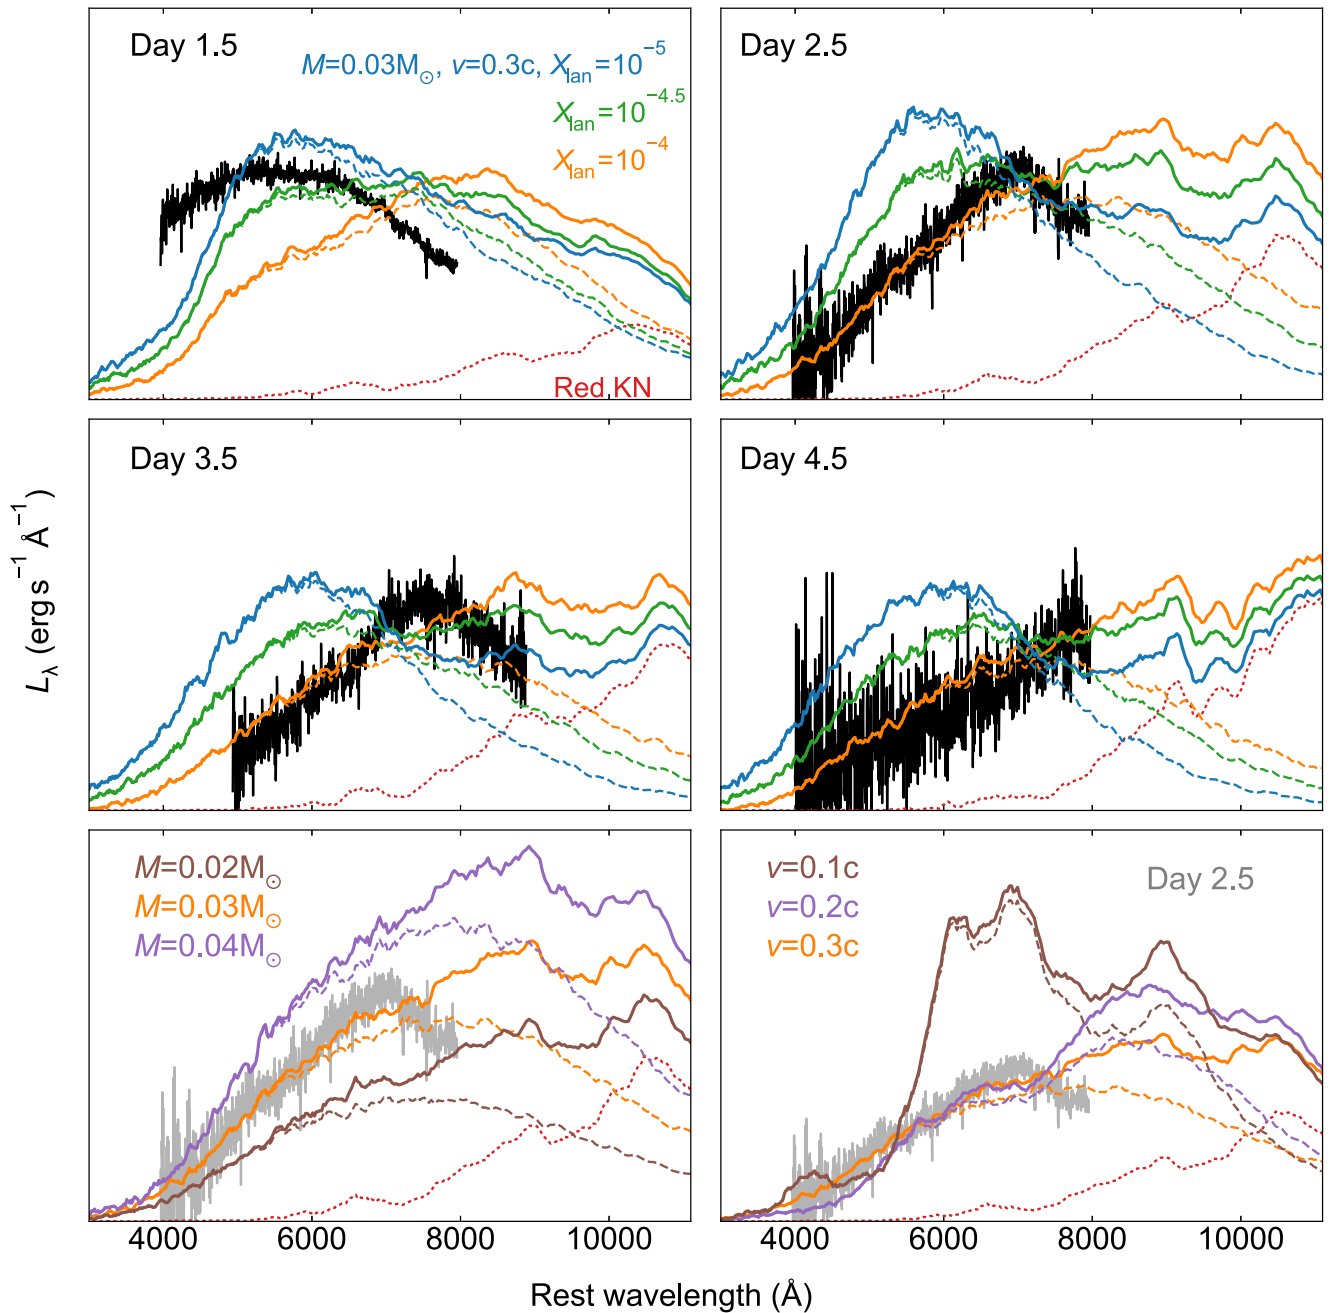 Day 1.5
M=0.03M☉, v=0.3c, Xlan=10⁻⁵
Xlan=10⁻⁴·⁵
Xlan=10⁻⁴
Red KN
Day 2.5
Day 3.5
Day 4.5
Lλ (erg s⁻¹ Å⁻¹)
M=0.02M☉
M=0.03M☉
M=0.04M☉
v=0.1c
v=0.2c
v=0.3c
Day 2.5
4000 6000 8000 10000
4000 6000 8000 10000
Rest wavelength (Å)